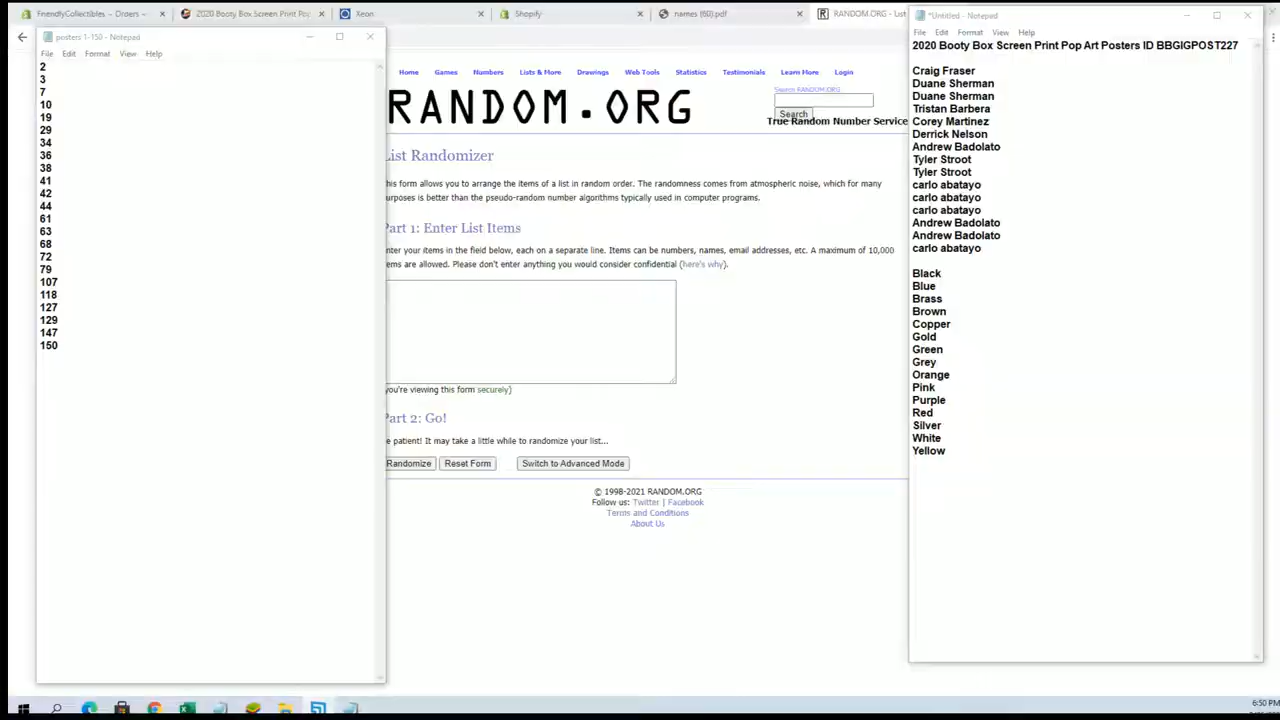 FriendlyCollectibles ~ Orders ~
2020 Booty Box Screen Print Pop
Xeon
Shopify
names (60).pdf
RANDOM.ORG - List
posters 1-150 - Notepad
File Edit Format View Help
2
3
7
10
19
29
34
36
38
41
42
44
61
63
68
72
79
107
118
127
129
147
150
Home Games Numbers Lists & More Drawings Web Tools Statistics Testimonials Learn More Login
RANDOM.ORG
Search RANDOM.ORG
Search
True Random Number Service
List Randomizer
his form allows you to arrange the items of a list in random order. The randomness comes from atmospheric noise, which for many
urposes is better than the pseudo-random number algorithms typically used in computer programs.
Part 1: Enter List Items
nter your items in the field below, each on a separate line. Items can be numbers, names, email addresses, etc. A maximum of 10,000
ems are allowed. Please don't enter anything you would consider confidential (here's why).
you're viewing this form securely)
Part 2: Go!
e patient! It may take a little while to randomize your list...
Randomize Reset Form Switch to Advanced Mode
© 1998-2021 RANDOM.ORG
Follow us: Twitter | Facebook
Terms and Conditions
About Us
*Untitled - Notepad
File Edit Format View Help
2020 Booty Box Screen Print Pop Art Posters ID BBGIGPOST227
Craig Fraser
Duane Sherman
Duane Sherman
Tristan Barbera
Corey Martinez
Derrick Nelson
Andrew Badolato
Tyler Stroot
Tyler Stroot
carlo abatayo
carlo abatayo
carlo abatayo
Andrew Badolato
Andrew Badolato
carlo abatayo
Black
Blue
Brass
Brown
Copper
Gold
Green
Grey
Orange
Pink
Purple
Red
Silver
White
Yellow
6:50 PM